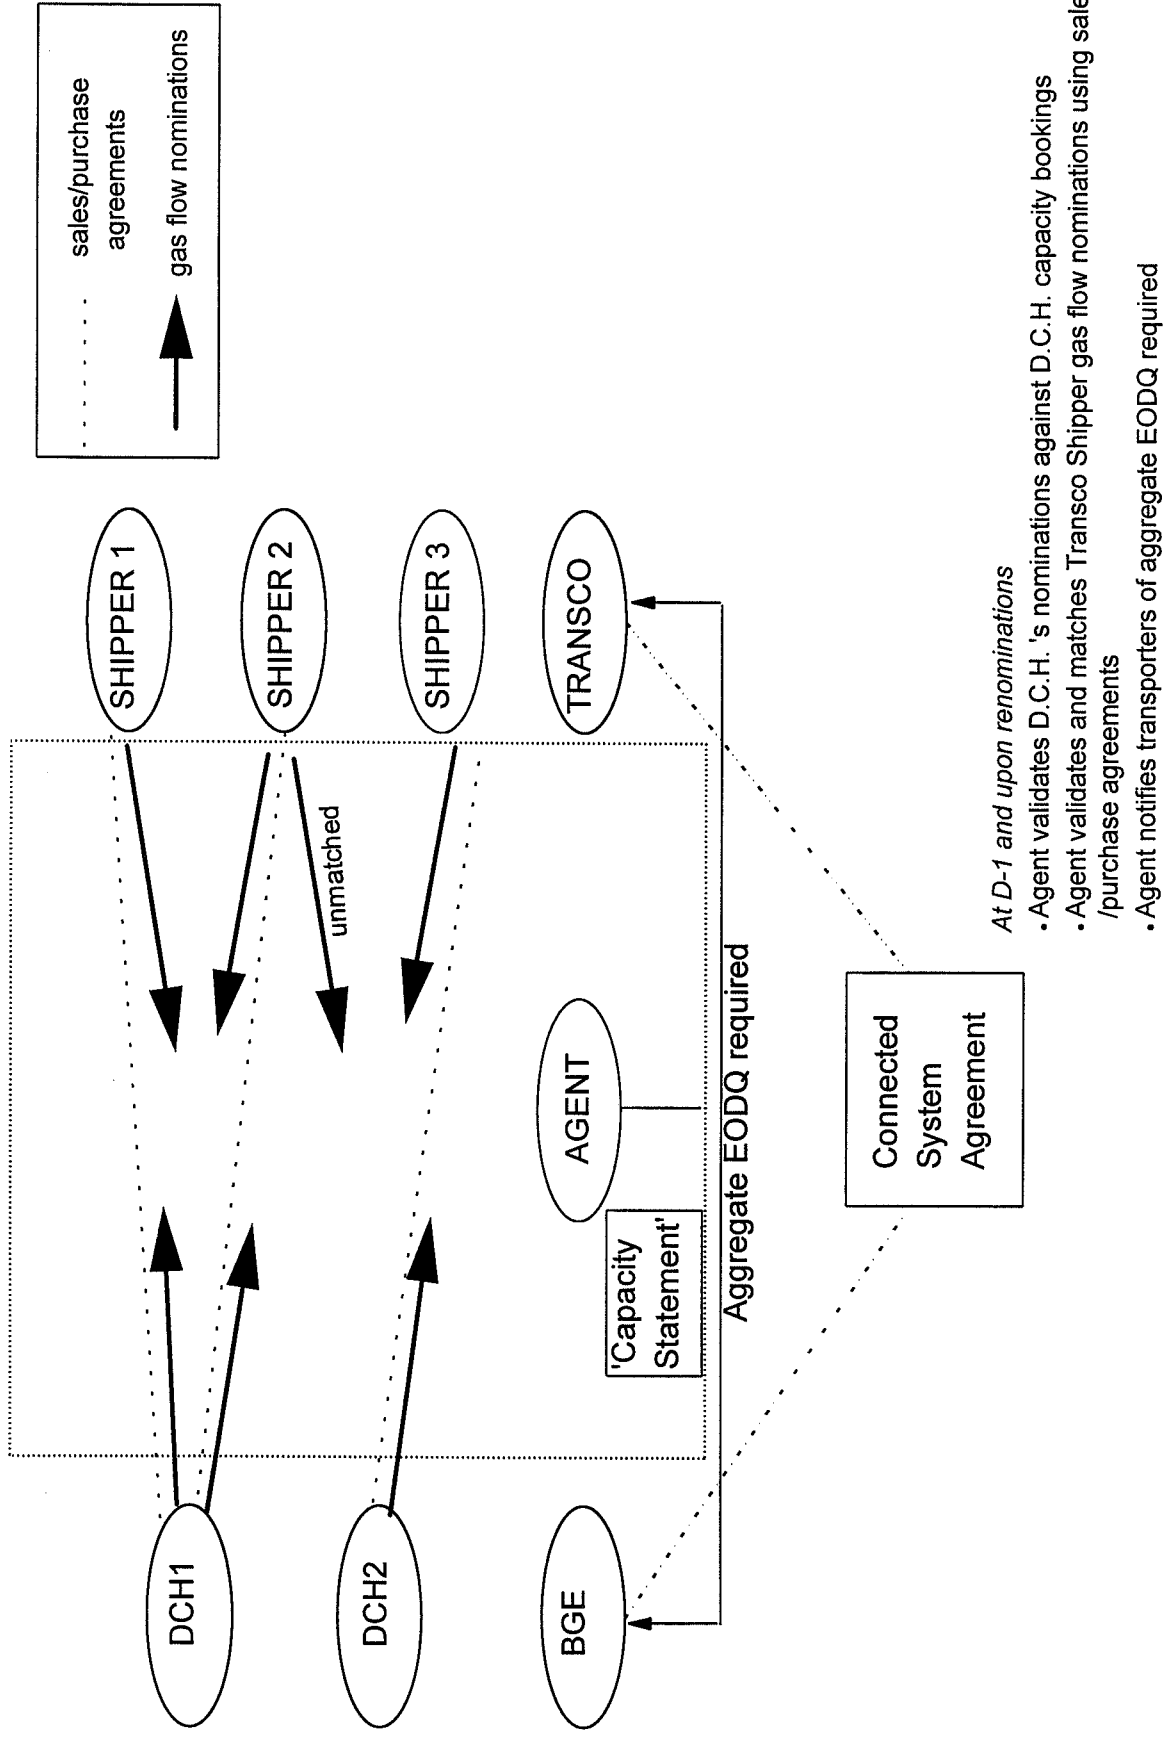 sales/purchase
agreements
gas flow nominations
SHIPPER 1
SHIPPER 2
SHIPPER 3
TRANSCO
unmatched
DCH1
DCH2
BGE
AGENT
'Capacity
Statement'
Aggregate EODQ required
Connected
System
Agreement
At D-1 and upon renominations
• Agent validates D.C.H. 's nominations against D.C.H. capacity bookings
• Agent validates and matches Transco Shipper gas flow nominations using sale
/purchase agreements
• Agent notifies transporters of aggregate EODQ required